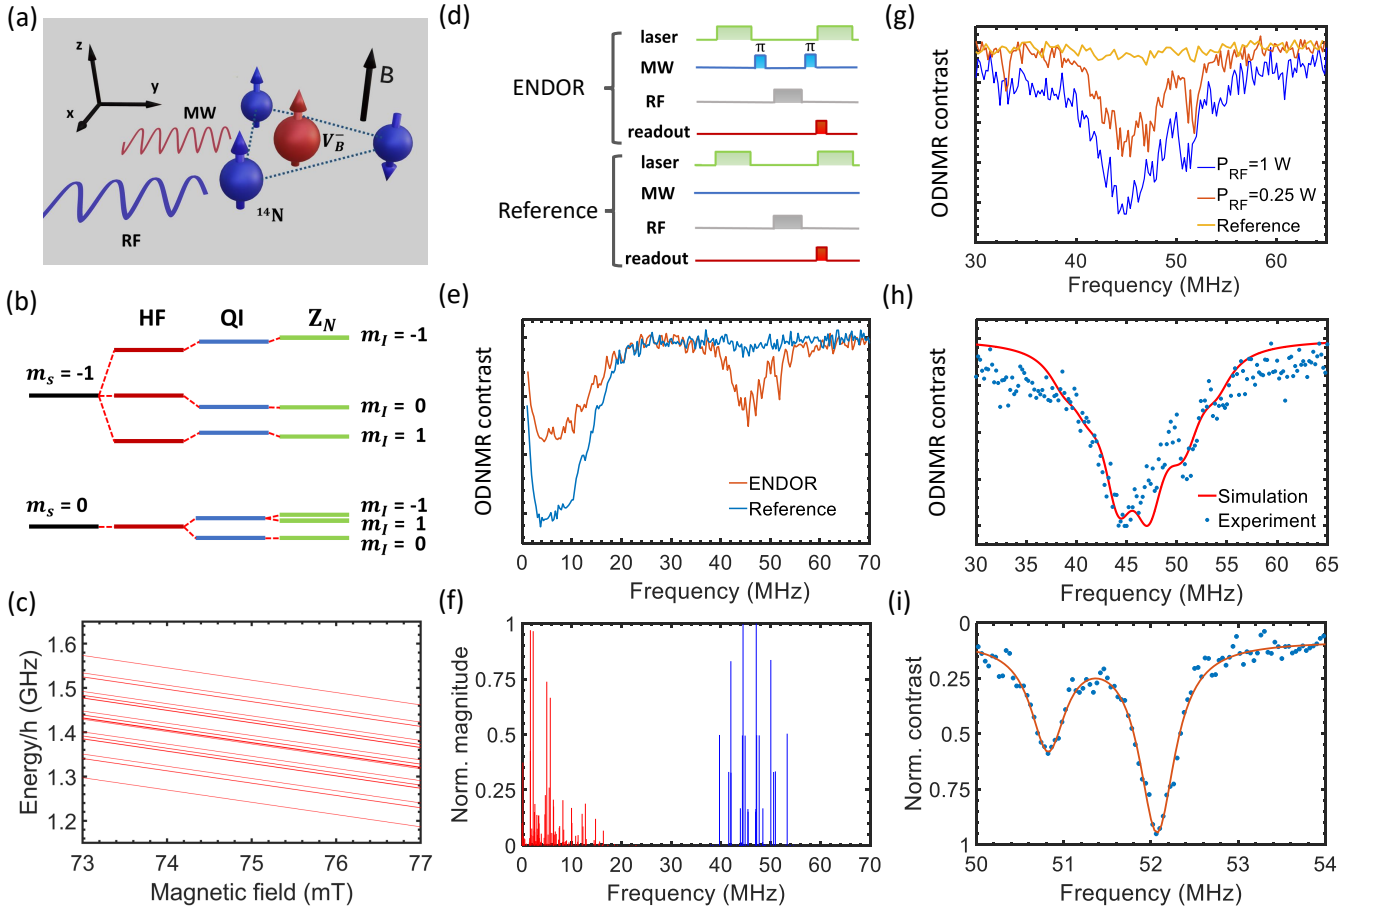 (a)
z
y
x
B
MW
V_B^-
¹⁴N
RF
(b)
HF QI Z_N
m_s = -1
m_I = -1
m_I = 0
m_I = 1
m_s = 0
m_I = -1
m_I = 1
m_I = 0
(c)
Energy/h (GHz)
1.6
1.5
1.4
1.3
1.2
73 74 75 76 77
Magnetic field (mT)
(d)
ENDOR
laser
π π
MW
RF
readout
Reference
laser
MW
RF
readout
(e)
ODNMR contrast
ENDOR
Reference
0 10 20 30 40 50 60 70
Frequency (MHz)
(f)
Norm. magnitude
1
0.75
0.5
0.25
0
0 10 20 30 40 50 60 70
Frequency (MHz)
(g)
ODNMR contrast
P_RF=1 W
P_RF=0.25 W
Reference
30 40 50 60
Frequency (MHz)
(h)
ODNMR contrast
Simulation
Experiment
30 35 40 45 50 55 60 65
Frequency (MHz)
(i)
Norm. contrast
0
0.25
0.5
0.75
1
50 51 52 53 54
Frequency (MHz)